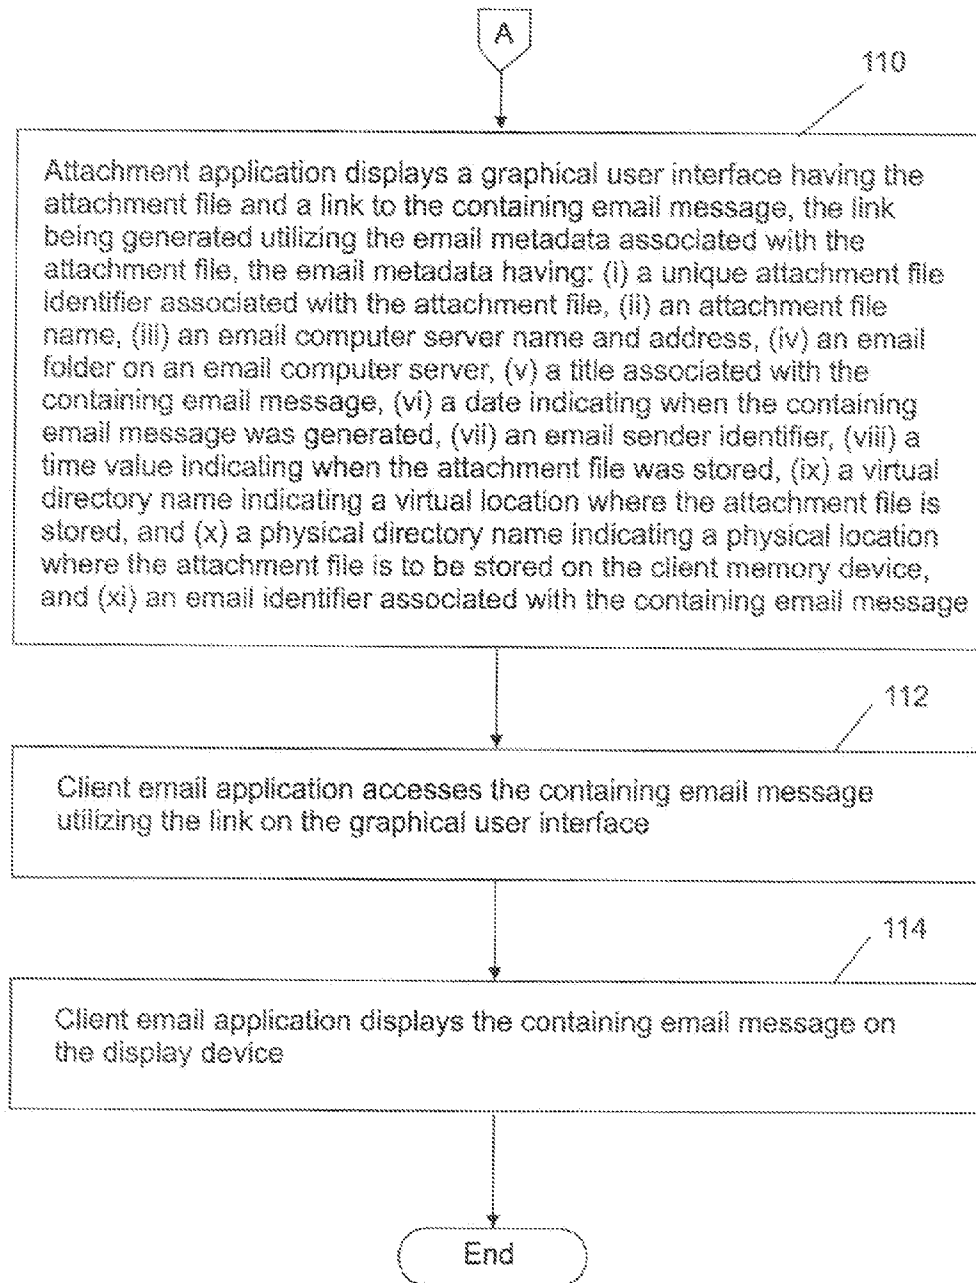 A
110
Attachment application displays a graphical user interface having the
attachment file and a link to the containing email message, the link
being generated utilizing the email metadata associated with the
attachment file, the email metadata having: (i) a unique attachment file
identifier associated with the attachment file, (ii) an attachment file
name, (iii) an email computer server name and address, (iv) an email
folder on an email computer server, (v) a title associated with the
containing email message, (vi) a date indicating when the containing
email message was generated, (vii) an email sender identifier, (viii) a
time value indicating when the attachment file was stored, (ix) a virtual
directory name indicating a virtual location where the attachment file is
stored, and (x) a physical directory name indicating a physical location
where the attachment file is to be stored on the client memory device,
and (xi) an email identifier associated with the containing email message
112
Client email application accesses the containing email message
utilizing the link on the graphical user interface
114
Client email application displays the containing email message on
the display device
End